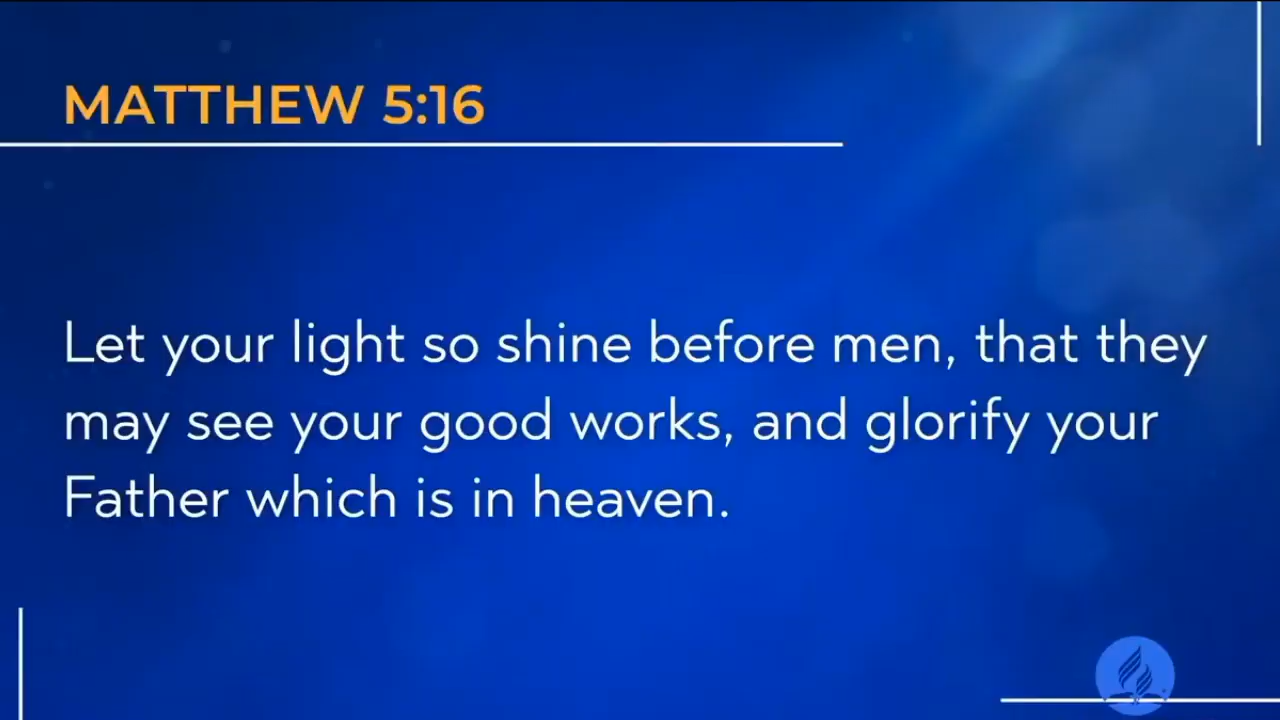 MATTHEW 5:16
Let your light so shine before men, that they
may see your good works, and glorify your
Father which is in heaven.